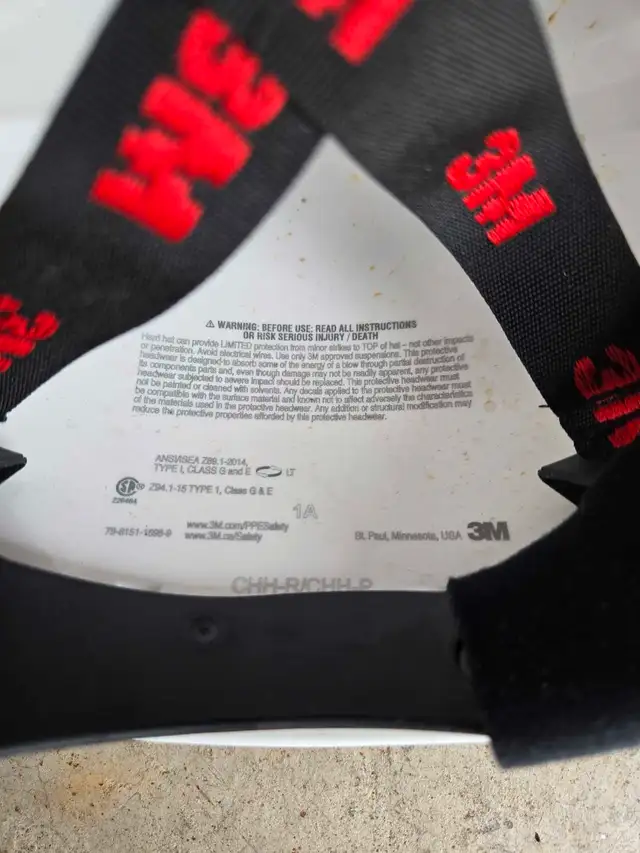 3M
3M
3M
3M
3M
⚠ WARNING: BEFORE USE: READ ALL INSTRUCTIONS
OR RISK SERIOUS INJURY / DEATH
Hard hat can provide LIMITED protection from minor strikes to TOP of hat – not other impacts
or penetration. Avoid electrical wires. Use only 3M approved suspensions. This protective
headwear is designed to absorb some of the energy of a blow through partial destruction of
its components parts and, even though damage may not be readily apparent, any protective
headwear subjected to severe impact should be replaced. This protective headwear must
not be painted or cleaned with solvents. Any decals applied to the protective headwear must
be compatible with the surface material and known not to affect adversely the characteristics
of the materials used in the protective headwear. Any addition or structural modification may
reduce the protective properties afforded by this protective headwear.
ANSI/ISEA Z89.1-2014,
TYPE I, CLASS G and E LT
Z94.1-15 TYPE 1, Class G & E
1A
www.3M.com/PPESafety
www.3M.ca/Safety
St. Paul, Minnesota, USA 3M
CHH-R/CHH-P